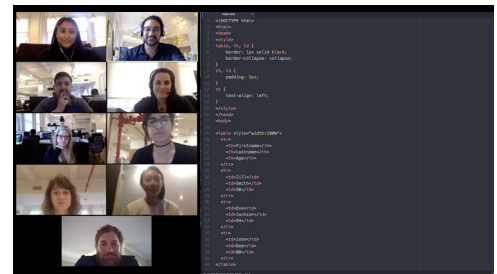 <!DOCTYPE html>
<html>
<head>
<style>
table, th, td {
border: 1px solid black;
border-collapse: collapse;
}
th, td {
padding: 5px;
}
th {
text-align: left;
}
</style>
</head>
<body>
<table style="width:100%">
<tr>
<th>Firstname</th>
<th>Lastname</th>
<th>Age</th>
</tr>
<tr>
<td>Jill</td>
<td>Smith</td>
<td>50</td>
</tr>
<tr>
<td>Eve</td>
<td>Jackson</td>
<td>94</td>
</tr>
<tr>
<td>John</td>
<td>Doe</td>
<td>80</td>
</tr>
</table>